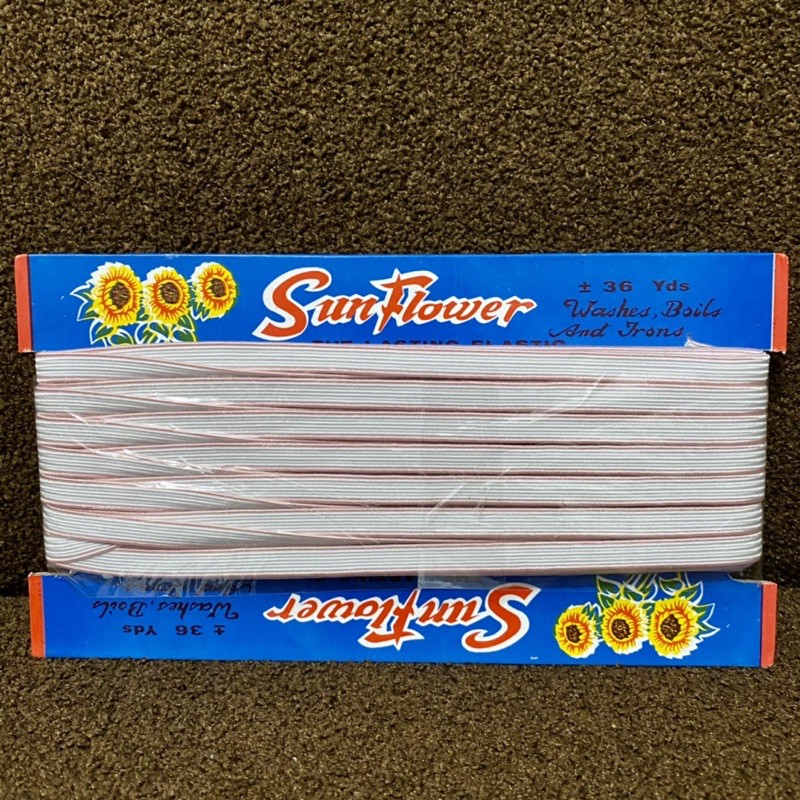 SunFlower
THE LASTING ELASTIC
± 36 Yds
Washes, Boils
And Irons
SunFlower
± 36 Yds
Washes, Boils